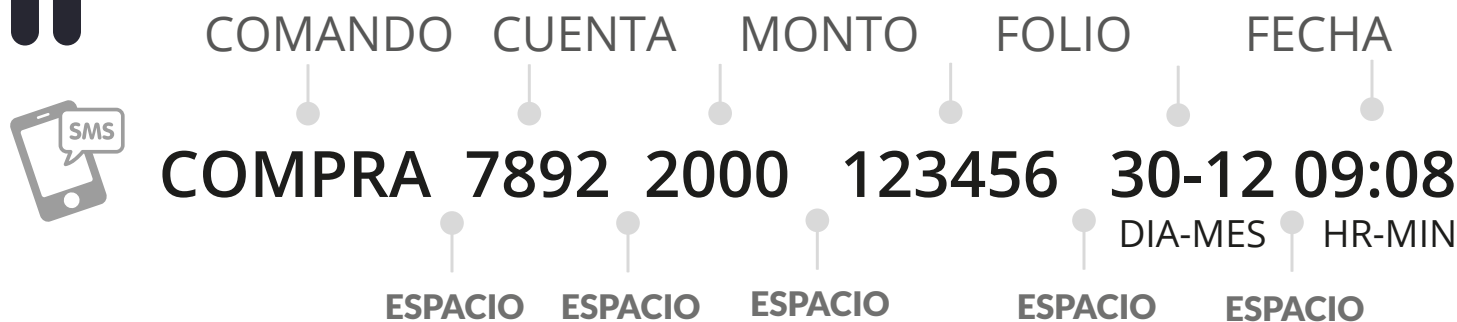 COMANDO CUENTA MONTO FOLIO FECHA
SMS
COMPRA 7892 2000 123456 30-12 09:08
DIA-MES HR-MIN
ESPACIO ESPACIO ESPACIO ESPACIO ESPACIO